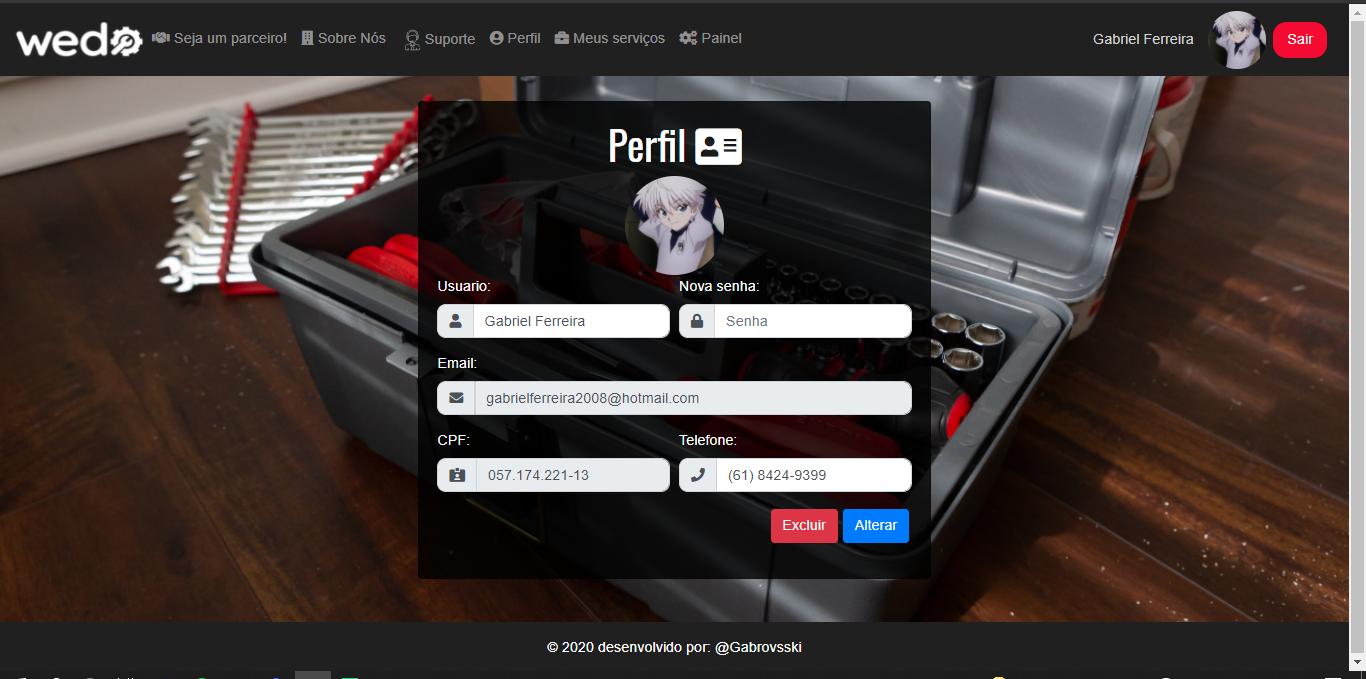 wedo Seja um parceiro! Sobre Nós Suporte Perfil Meus serviços Painel Gabriel Ferreira Sair
Perfil
Usuario: Nova senha:
Gabriel Ferreira Senha
Email:
gabrielferreira2008@hotmail.com
CPF: Telefone:
057.174.221-13 (61) 8424-9399
Excluir Alterar
© 2020 desenvolvido por: @Gabrovsski